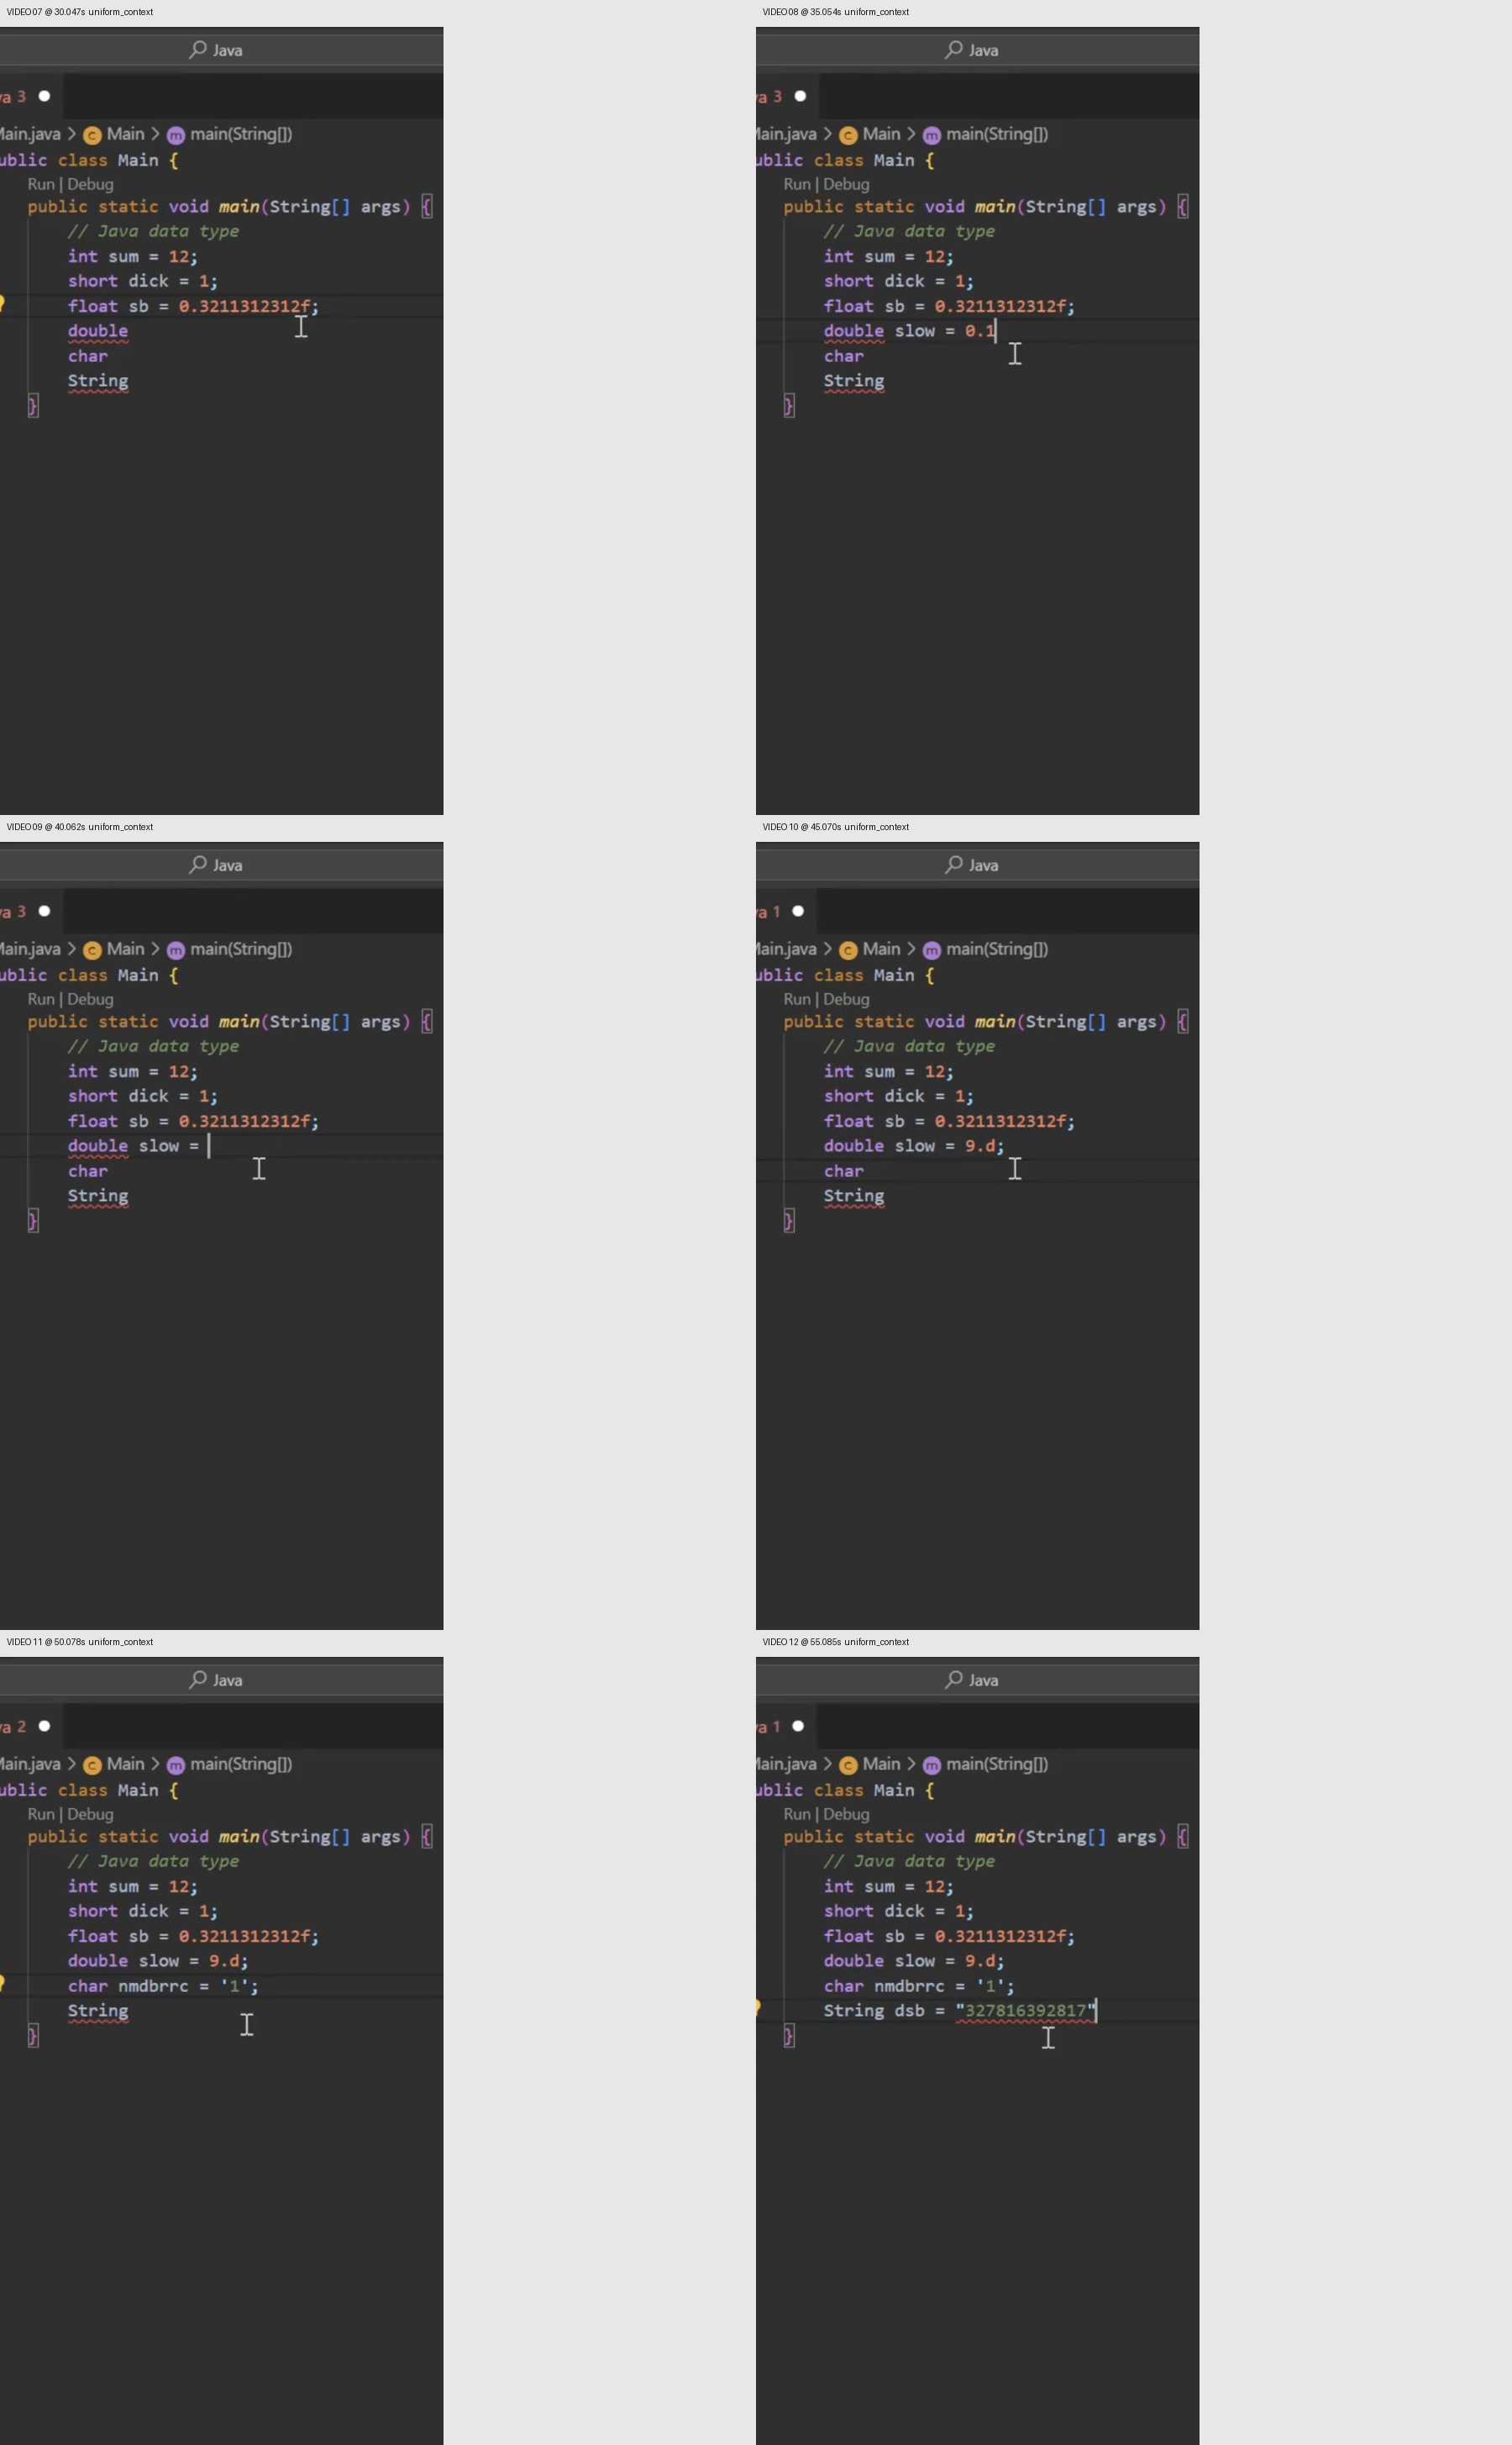 VIDEO 07 @ 30.047s uniform_context
Java
va 3
Main.java > Main > main(String[])
ublic class Main {
Run | Debug
public static void main(String[] args) {
// Java data type
int sum = 12;
short dick = 1;
float sb = 0.3211312312f;
double
char
String
}
VIDEO 08 @ 35.054s uniform_context
Java
va 3
Main.java > Main > main(String[])
ublic class Main {
Run | Debug
public static void main(String[] args) {
// Java data type
int sum = 12;
short dick = 1;
float sb = 0.3211312312f;
double slow = 0.1
char
String
}
VIDEO 09 @ 40.062s uniform_context
Java
va 3
Main.java > Main > main(String[])
ublic class Main {
Run | Debug
public static void main(String[] args) {
// Java data type
int sum = 12;
short dick = 1;
float sb = 0.3211312312f;
double slow =
char
String
}
VIDEO 10 @ 45.070s uniform_context
Java
va 1
Main.java > Main > main(String[])
ublic class Main {
Run | Debug
public static void main(String[] args) {
// Java data type
int sum = 12;
short dick = 1;
float sb = 0.3211312312f;
double slow = 9.d;
char
String
}
VIDEO 11 @ 50.078s uniform_context
Java
va 2
Main.java > Main > main(String[])
ublic class Main {
Run | Debug
public static void main(String[] args) {
// Java data type
int sum = 12;
short dick = 1;
float sb = 0.3211312312f;
double slow = 9.d;
char nmdbrrc = '1';
String
}
VIDEO 12 @ 55.085s uniform_context
Java
va 1
Main.java > Main > main(String[])
ublic class Main {
Run | Debug
public static void main(String[] args) {
// Java data type
int sum = 12;
short dick = 1;
float sb = 0.3211312312f;
double slow = 9.d;
char nmdbrrc = '1';
String dsb = "327816392817"
}